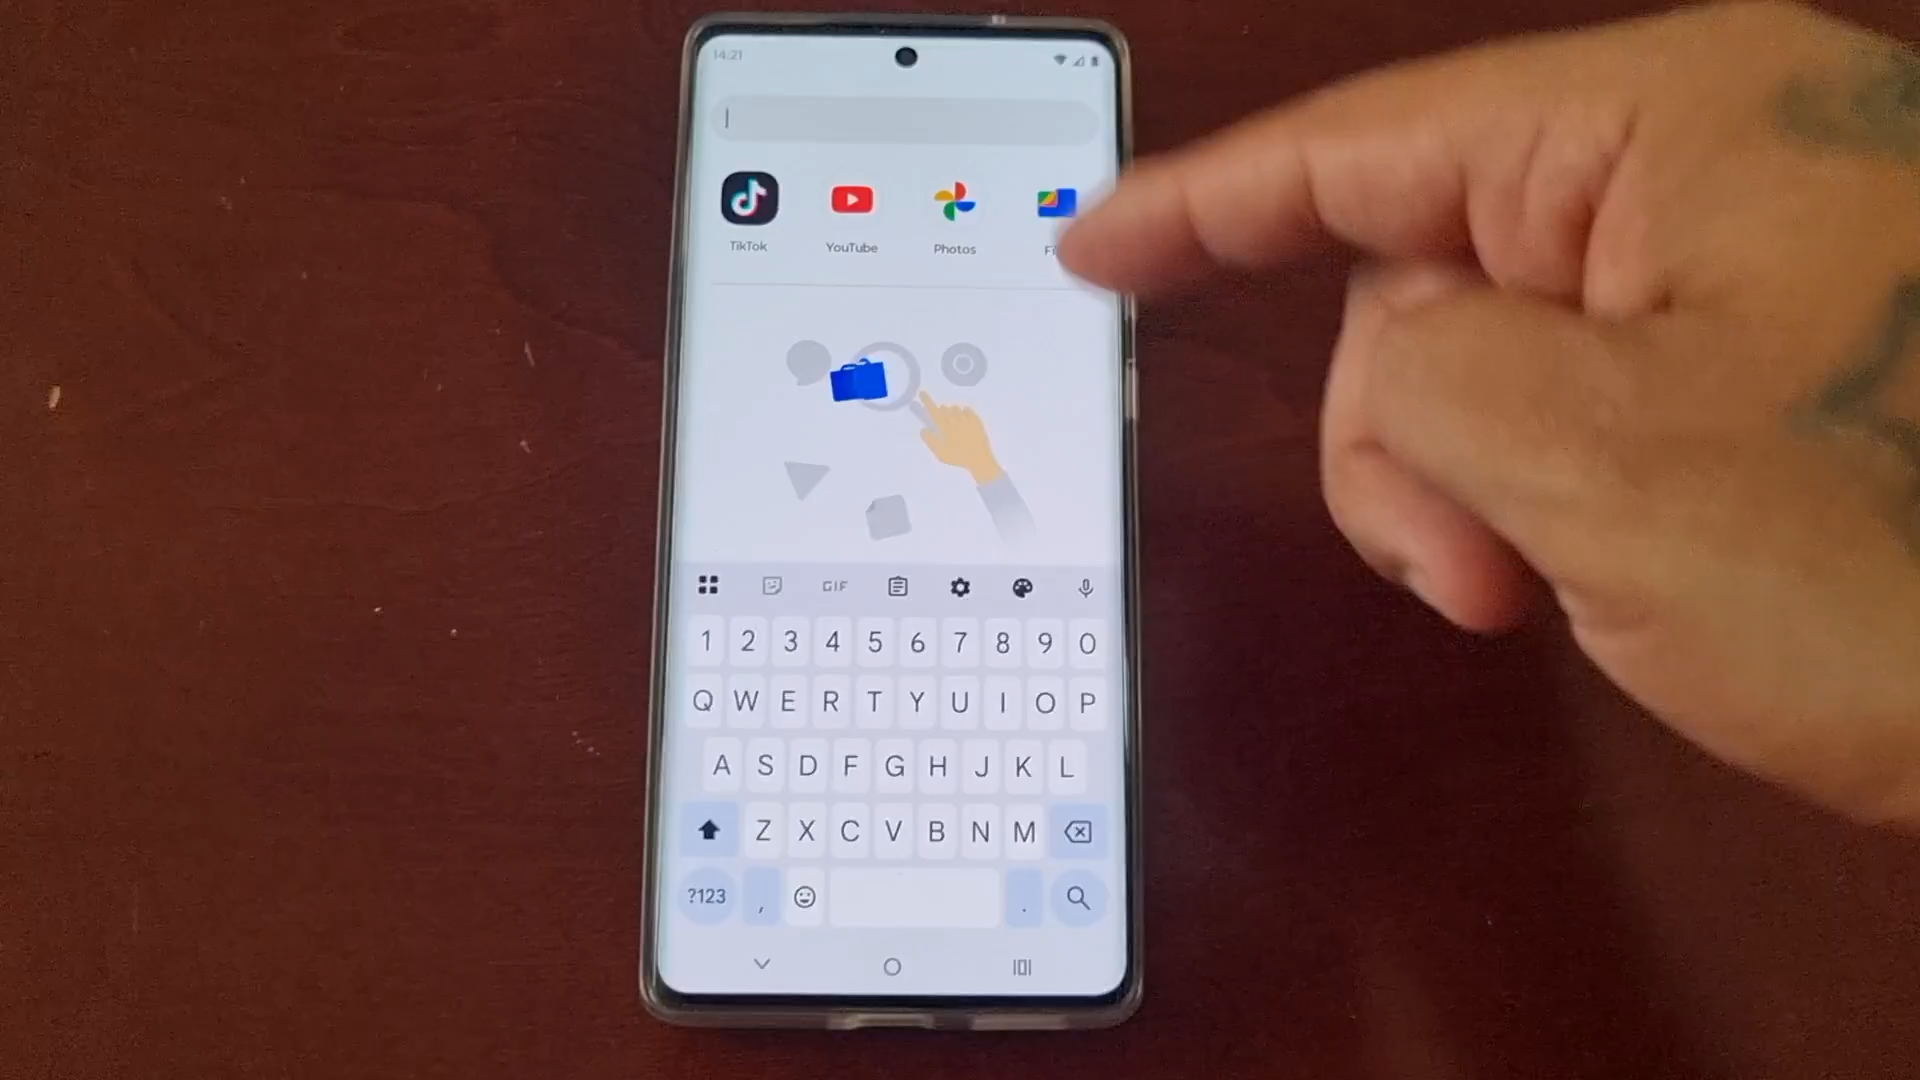 14:21
TikTok YouTube Photos
GIF
1 2 3 4 5 6 7 8 9 0
Q W E R T Y U I O P
A S D F G H J K L
Z X C V B N M
?123 , .